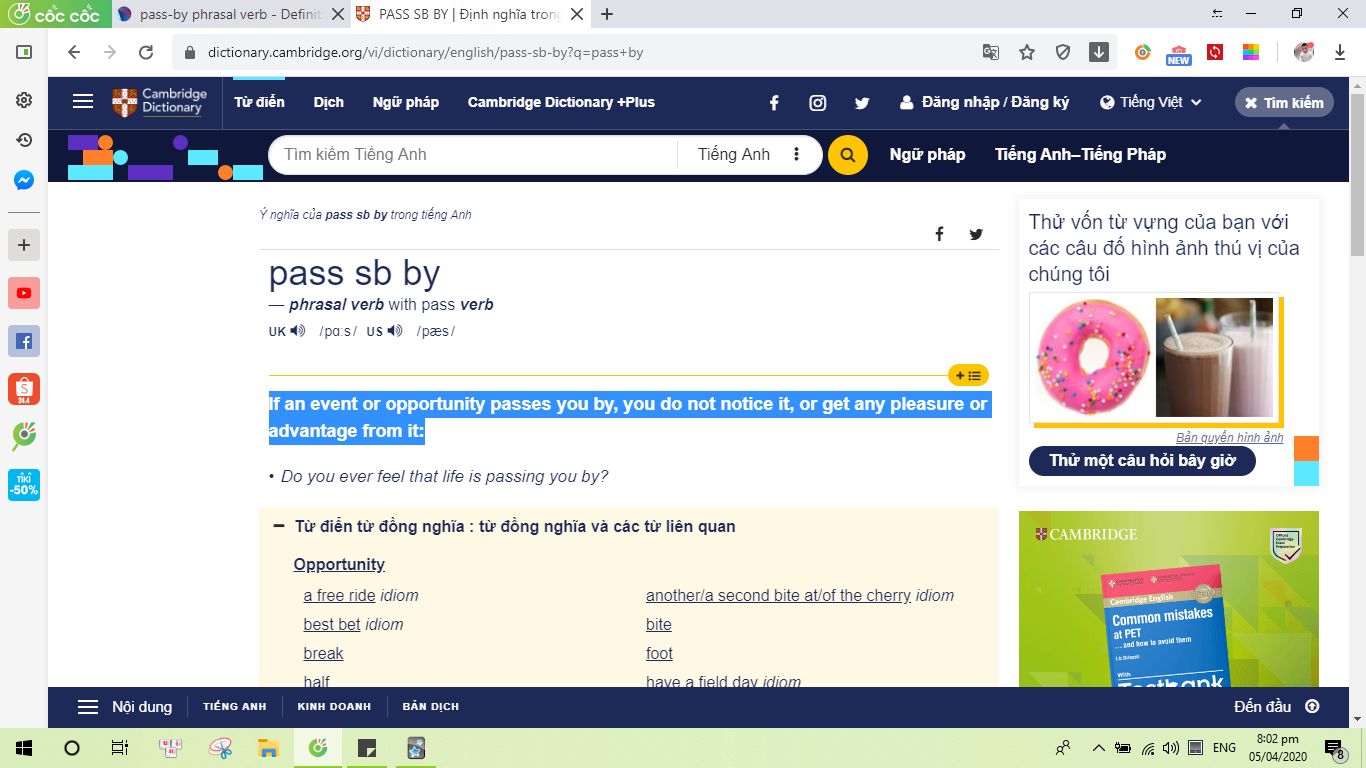 cốc cốc
pass-by phrasal verb - Definit
PASS SB BY | Định nghĩa trong
dictionary.cambridge.org/vi/dictionary/english/pass-sb-by?q=pass+by
NEW
Cambridge Dictionary
Từ điển
Dịch
Ngữ pháp
Cambridge Dictionary +Plus
Đăng nhập / Đăng ký
Tiếng Việt
Tìm kiếm
Tìm kiếm Tiếng Anh
Tiếng Anh
Ngữ pháp
Tiếng Anh–Tiếng Pháp
Ý nghĩa của pass sb by trong tiếng Anh
pass sb by
— phrasal verb with pass verb
UK /pɑːs/ US /pæs/
If an event or opportunity passes you by, you do not notice it, or get any pleasure or
advantage from it:
• Do you ever feel that life is passing you by?
Từ điển từ đồng nghĩa : từ đồng nghĩa và các từ liên quan
Opportunity
a free ride idiom
another/a second bite at/of the cherry idiom
best bet idiom
bite
break
foot
half
have a field day idiom
Thử vốn từ vựng của bạn với
các câu đố hình ảnh thú vị của
chúng tôi
Bản quyền hình ảnh
Thử một câu hỏi bây giờ
CAMBRIDGE
Cambridge English
Common mistakes
at PET
... and how to avoid them
Liz Driscoll
With
Testbank
24.4
TIKI
-50%
Nội dung
TIẾNG ANH
KINH DOANH
BẢN DỊCH
Đến đầu
ENG
8:02 pm
05/04/2020
8